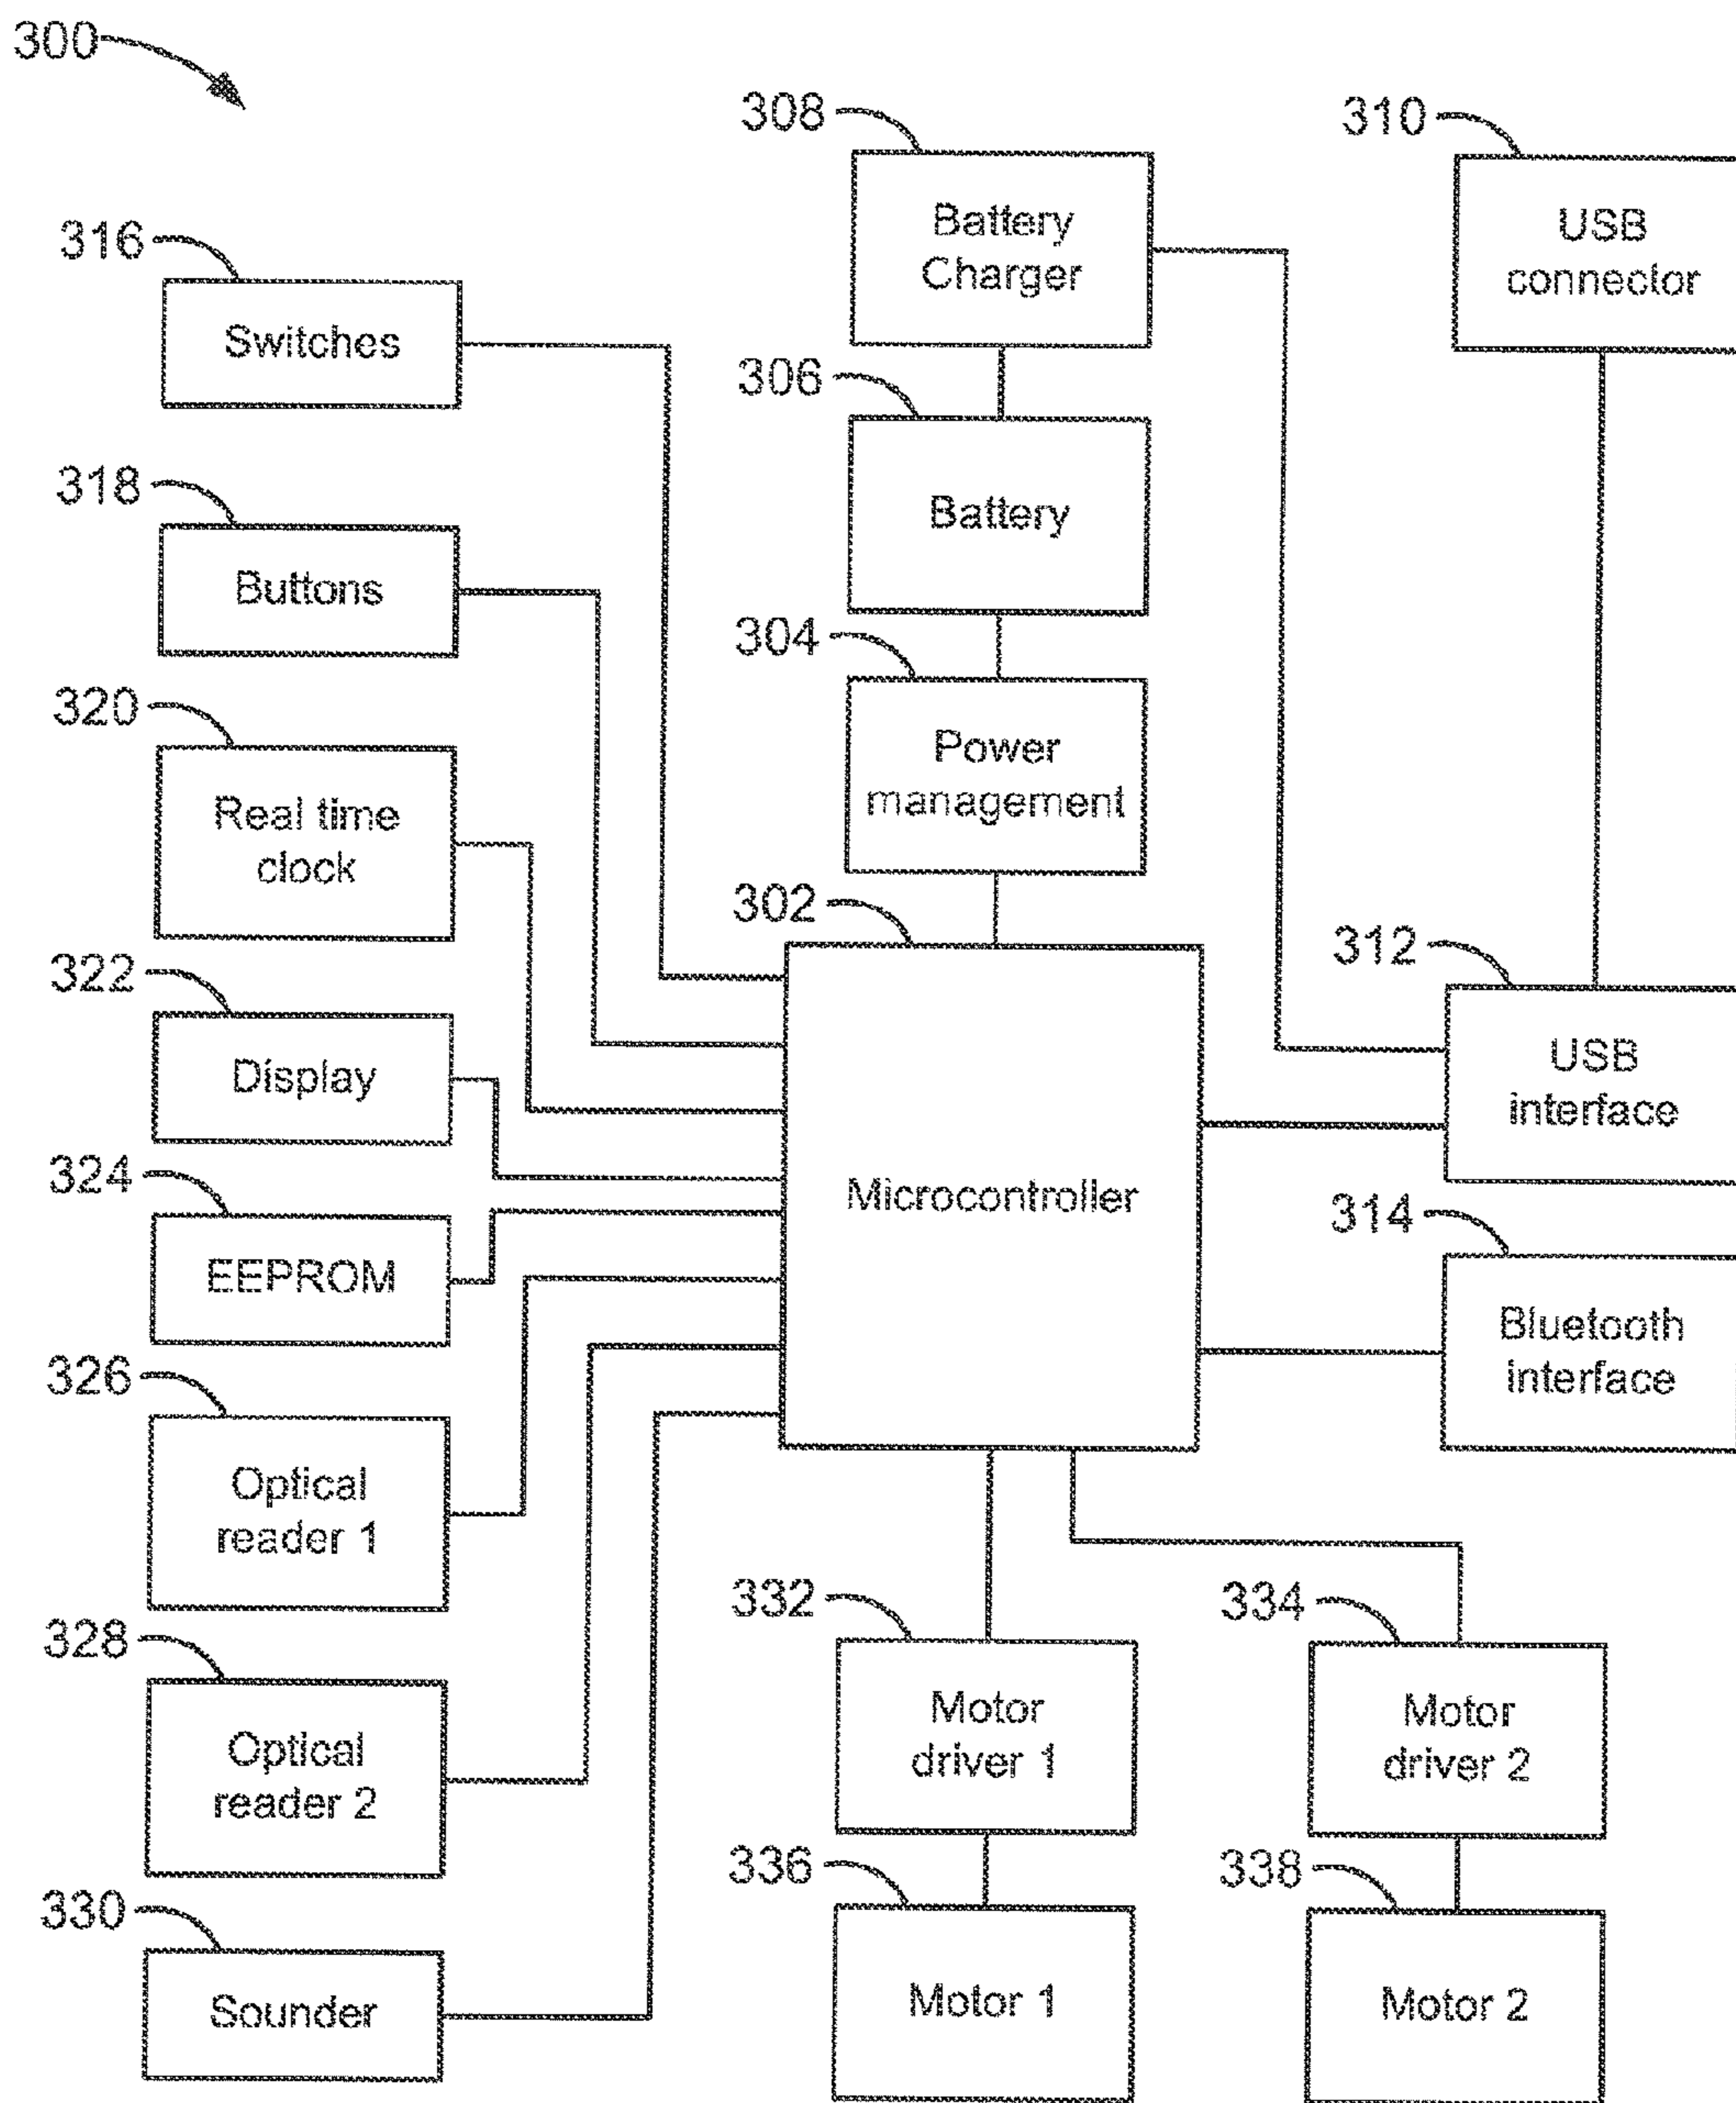 300
308
310
Battery
Charger
USB
connector
316
Switches
306
Battery
318
Buttons
304
Power
management
320
Real time
clock
302
Microcontroller
312
USB
interface
322
Display
324
EEPROM
314
Bluetooth
interface
326
Optical
reader 1
328
Optical
reader 2
332
Motor
driver 1
334
Motor
driver 2
330
Sounder
336
Motor 1
338
Motor 2